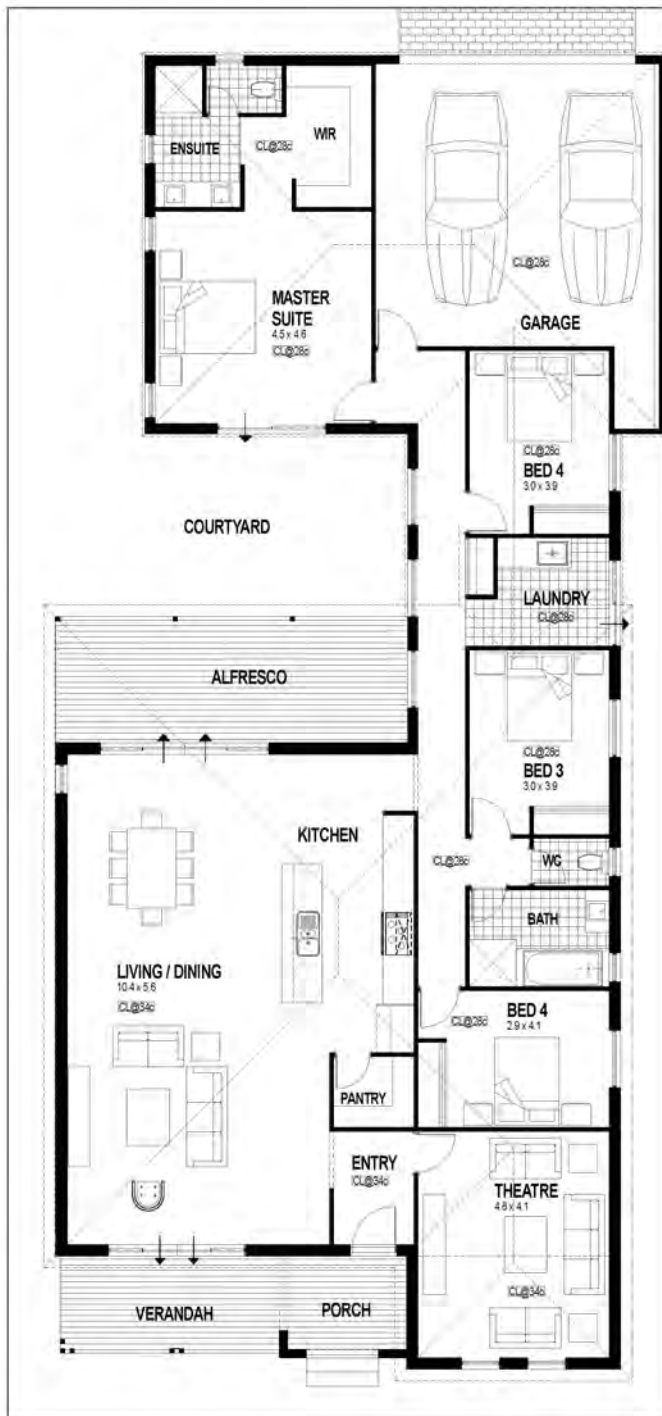 ENSUITE
WIR
CL@28c
MASTER
SUITE
4.5 x 4.6
CL@28c
CL@28c
GARAGE
CL@28c
BED 4
3.0 x 3.9
COURTYARD
LAUNDRY
CL@28c
ALFRESCO
CL@28c
BED 3
3.0 x 3.9
KITCHEN
CL@28c
WC
BATH
LIVING / DINING
10.4 x 5.6
CL@34c
BED 4
2.9 x 4.1
CL@28c
PANTRY
ENTRY
CL@34c
THEATRE
4.6 x 4.1
CL@34c
VERANDAH
PORCH